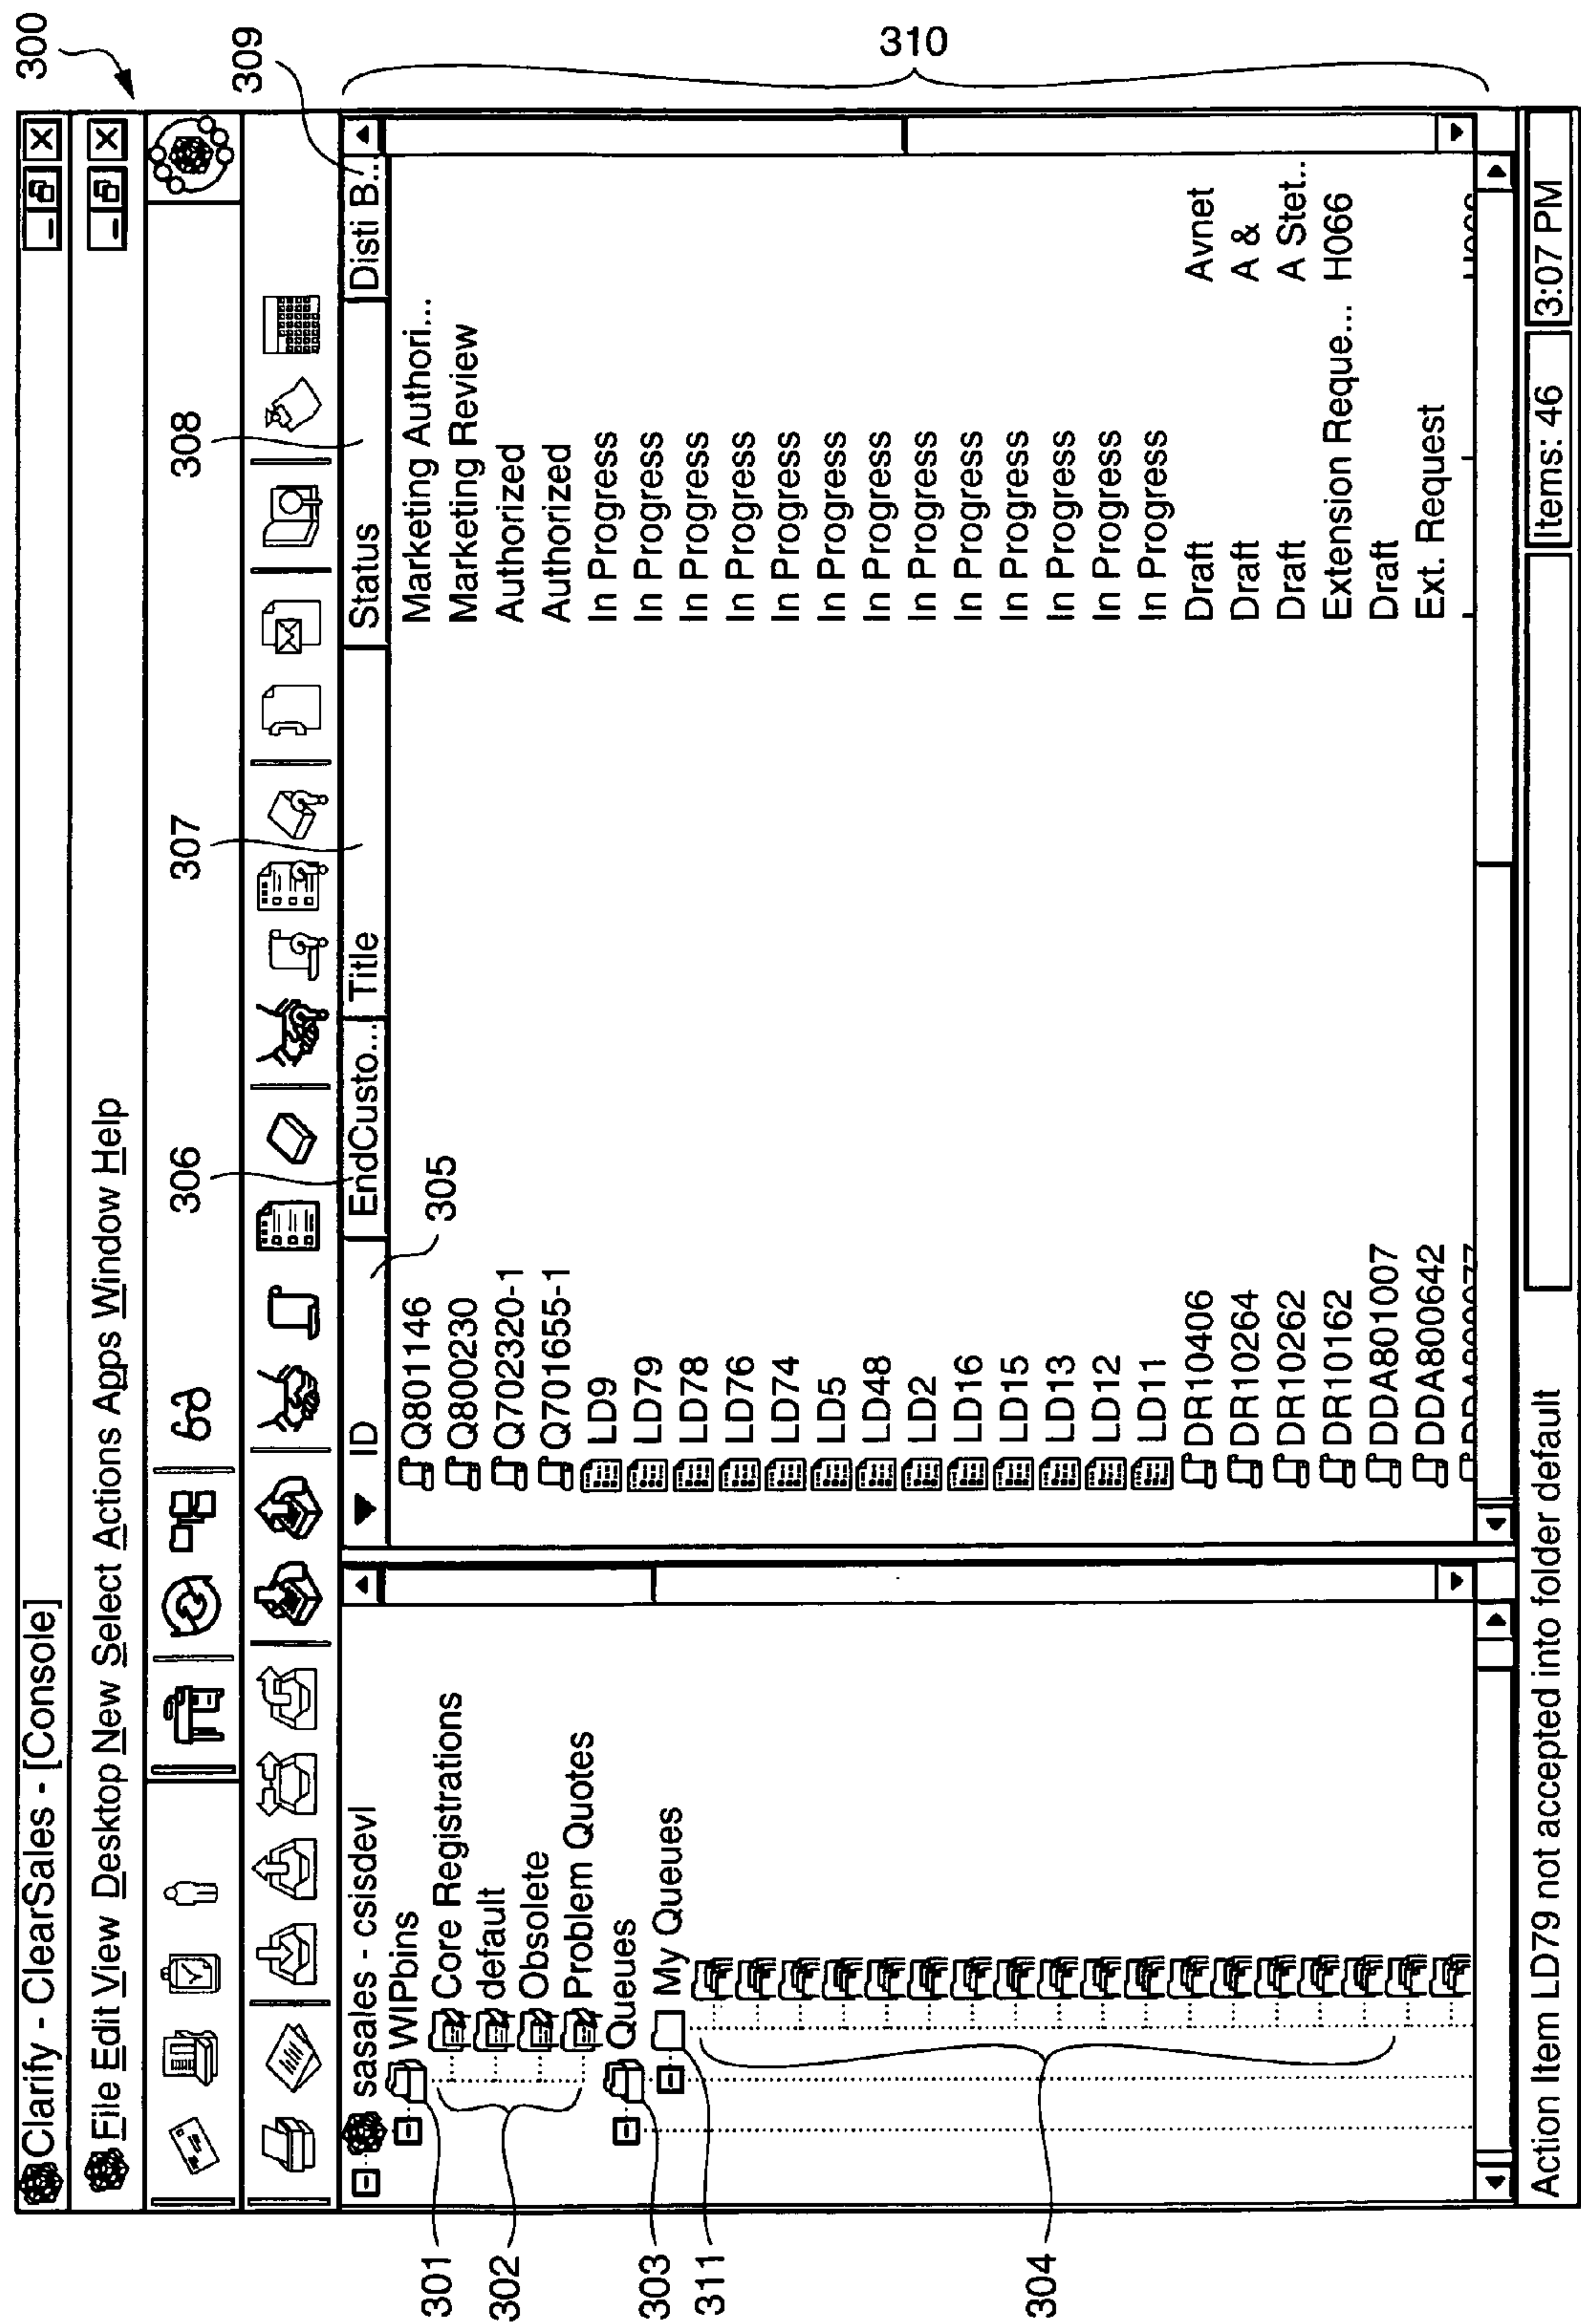 300
Clarify - ClearSales - [Console]
File Edit View Desktop New Select Actions Apps Window Help
306
307
308
309
sasales - csisdevl
WIPbins
Core Registrations
default
Obsolete
Problem Quotes
Queues
My Queues
301
302
303
311
304
ID EndCusto... Title Status Disti B...
305
310
Q801146 Marketing Authori...
Q800230 Marketing Review
Q702320-1 Authorized
Q701655-1 Authorized
LD9 In Progress
LD79 In Progress
LD78 In Progress
LD76 In Progress
LD74 In Progress
LD5 In Progress
LD48 In Progress
LD2 In Progress
LD16 In Progress
LD15 In Progress
LD13 In Progress
LD12 In Progress
LD11 In Progress
DR10406 Draft Avnet
DR10264 Draft A &
DR10262 Draft A Stet..
DR10162 Extension Reque... H066
DDA801007 Draft
DDA800642 Ext. Request
Action Item LD79 not accepted into folder default Items: 46 3:07 PM